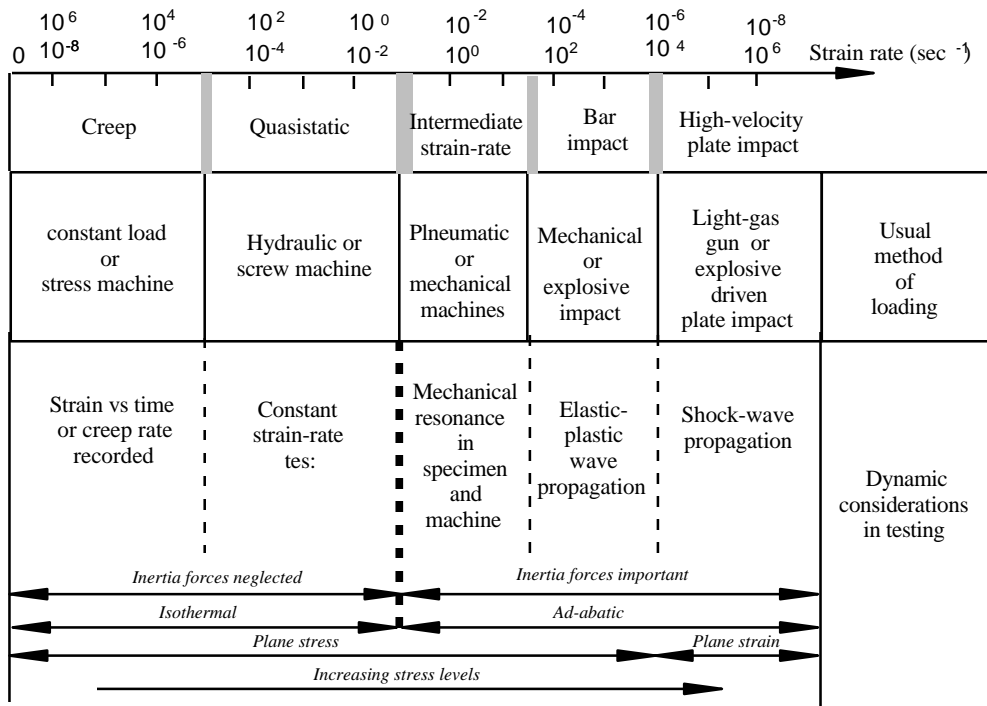 10 6 10 4 10 2 10 0 10 -2 10 -4 10 -6 10 -8
0 10 -8 10 -6 10 -4 10 -2 10 0 10 2 10 4 10 6 Strain rate (sec -1)
Creep
Quasistatic
Intermediate
strain-rate
Bar
impact
High-velocity
plate impact
constant load
or
stress machine
Hydraulic or
screw machine
Plneumatic
or
mechanical
machines
Mechanical
or
explosive
impact
Light-gas
gun or
explosive
driven
plate impact
Usual
method
of
loading
Strain vs time
or creep rate
recorded
Constant
strain-rate
tes:
Mechanical
resonance
in
specimen
and
machine
Elastic-
plastic
wave
propagation
Shock-wave
propagation
Dynamic
considerations
in testing
Inertia forces neglected
Inertia forces important
Isothermal
Ad-abatic
Plane stress
Plane strain
Increasing stress levels